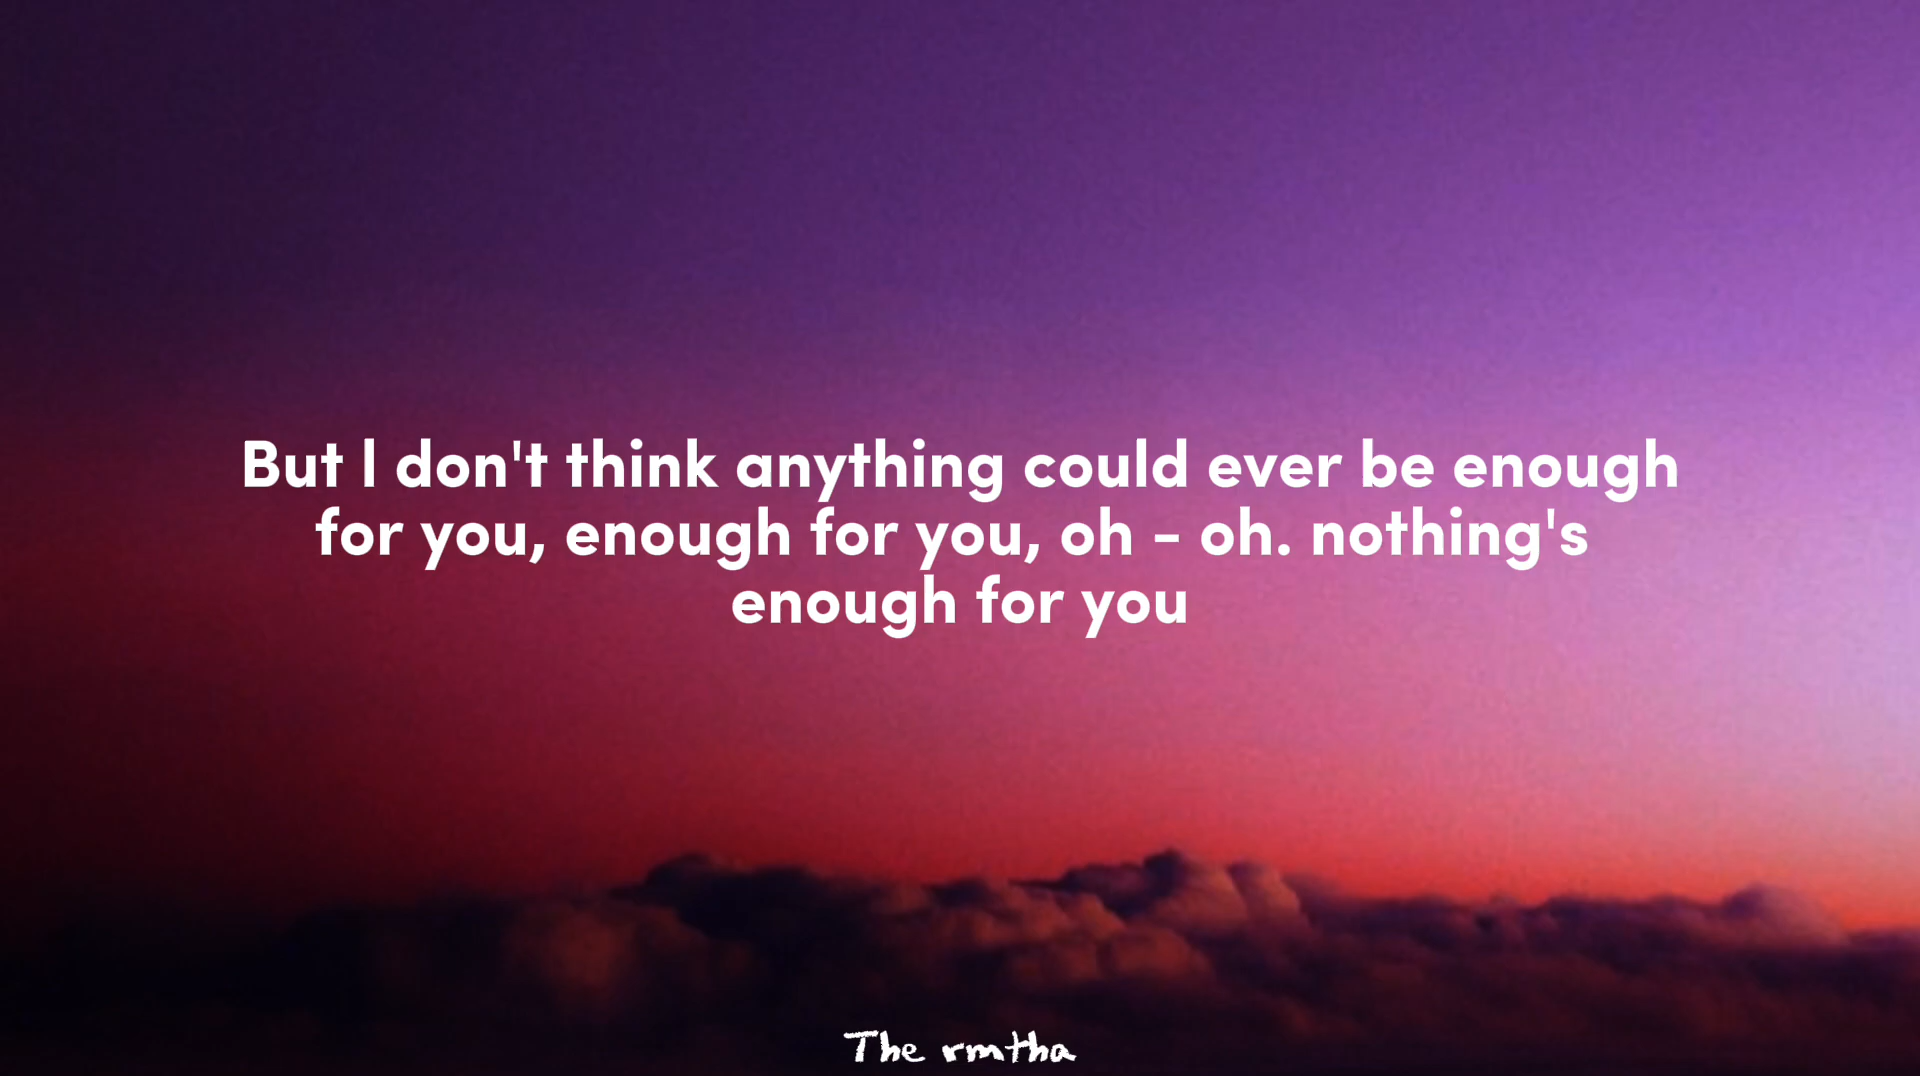 But I don't think anything could ever be enough
for you, enough for you, oh - oh. nothing's
enough for you
The rmtha